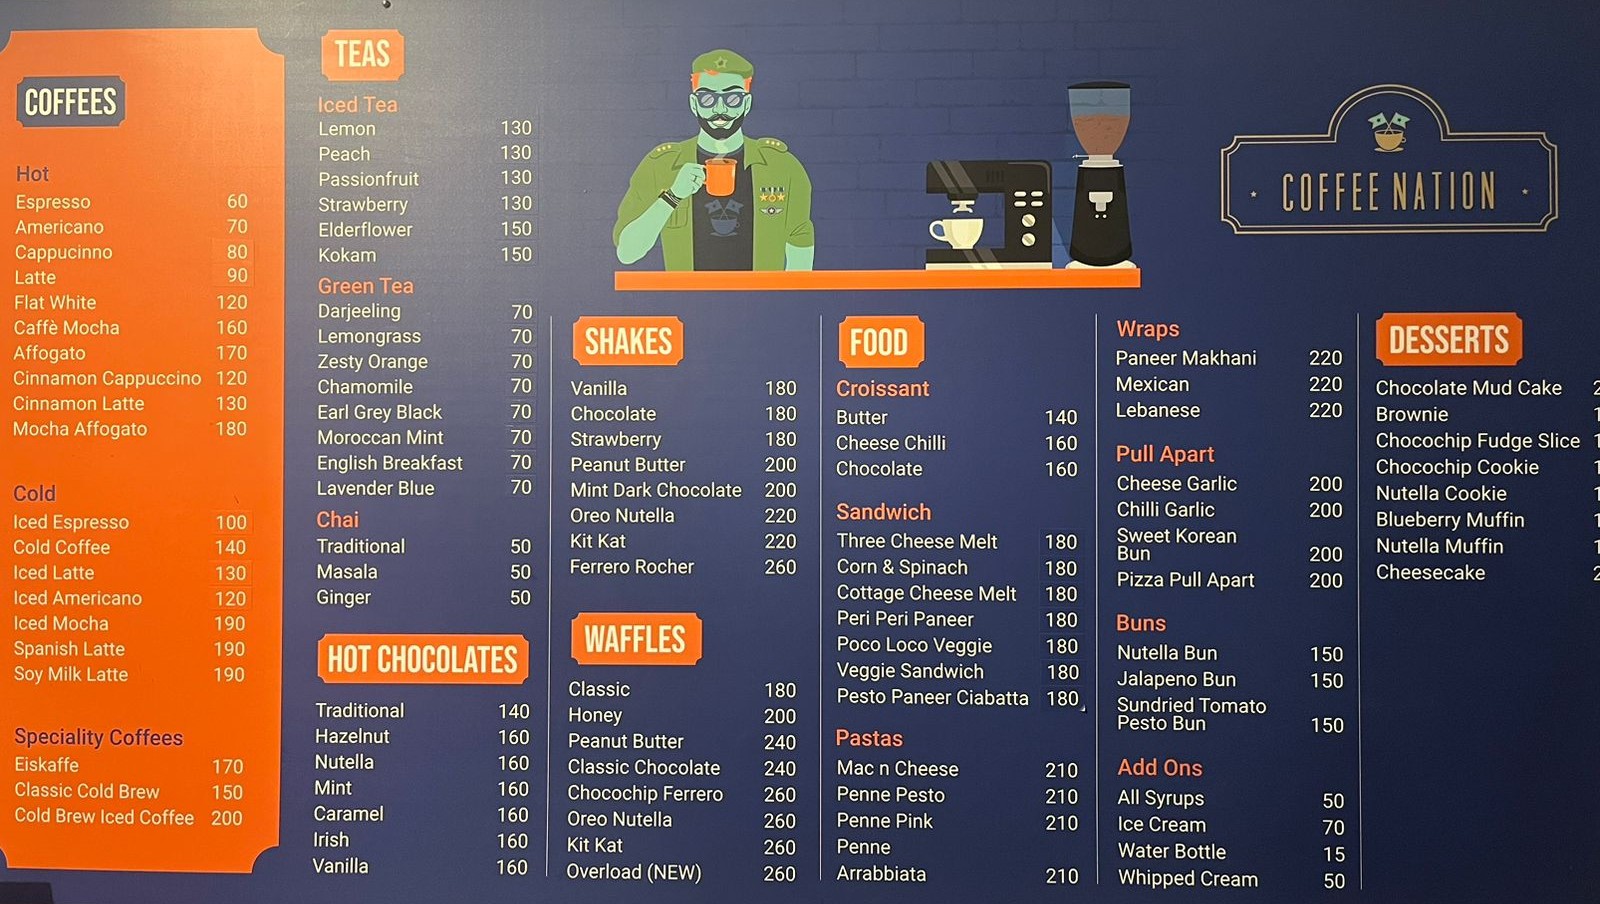 COFFEES
Hot
Espresso 60
Americano 70
Cappucinno 80
Latte 90
Flat White 120
Caffè Mocha 160
Affogato 170
Cinnamon Cappuccino 120
Cinnamon Latte 130
Mocha Affogato 180
Cold
Iced Espresso 100
Cold Coffee 140
Iced Latte 130
Iced Americano 120
Iced Mocha 190
Spanish Latte 190
Soy Milk Latte 190
Speciality Coffees
Eiskaffe 170
Classic Cold Brew 150
Cold Brew Iced Coffee 200
TEAS
Iced Tea
Lemon 130
Peach 130
Passionfruit 130
Strawberry 130
Elderflower 150
Kokam 150
Green Tea
Darjeeling 70
Lemongrass 70
Zesty Orange 70
Chamomile 70
Earl Grey Black 70
Moroccan Mint 70
English Breakfast 70
Lavender Blue 70
Chai
Traditional 50
Masala 50
Ginger 50
HOT CHOCOLATES
Traditional 140
Hazelnut 160
Nutella 160
Mint 160
Caramel 160
Irish 160
Vanilla 160
COFFEE NATION
SHAKES
Vanilla 180
Chocolate 180
Strawberry 180
Peanut Butter 200
Mint Dark Chocolate 200
Oreo Nutella 220
Kit Kat 220
Ferrero Rocher 260
WAFFLES
Classic 180
Honey 200
Peanut Butter 240
Classic Chocolate 240
Chocochip Ferrero 260
Oreo Nutella 260
Kit Kat 260
Overload (NEW) 260
FOOD
Croissant
Butter 140
Cheese Chilli 160
Chocolate 160
Sandwich
Three Cheese Melt 180
Corn & Spinach 180
Cottage Cheese Melt 180
Peri Peri Paneer 180
Poco Loco Veggie 180
Veggie Sandwich 180
Pesto Paneer Ciabatta 180
Pastas
Mac n Cheese 210
Penne Pesto 210
Penne Pink 210
Penne
Arrabbiata 210
Wraps
Paneer Makhani 220
Mexican 220
Lebanese 220
Pull Apart
Cheese Garlic 200
Chilli Garlic 200
Sweet Korean
Bun 200
Pizza Pull Apart 200
Buns
Nutella Bun 150
Jalapeno Bun 150
Sundried Tomato
Pesto Bun 150
Add Ons
All Syrups 50
Ice Cream 70
Water Bottle 15
Whipped Cream 50
DESSERTS
Chocolate Mud Cake
Brownie
Chocochip Fudge Slice
Chocochip Cookie
Nutella Cookie
Blueberry Muffin
Nutella Muffin
Cheesecake